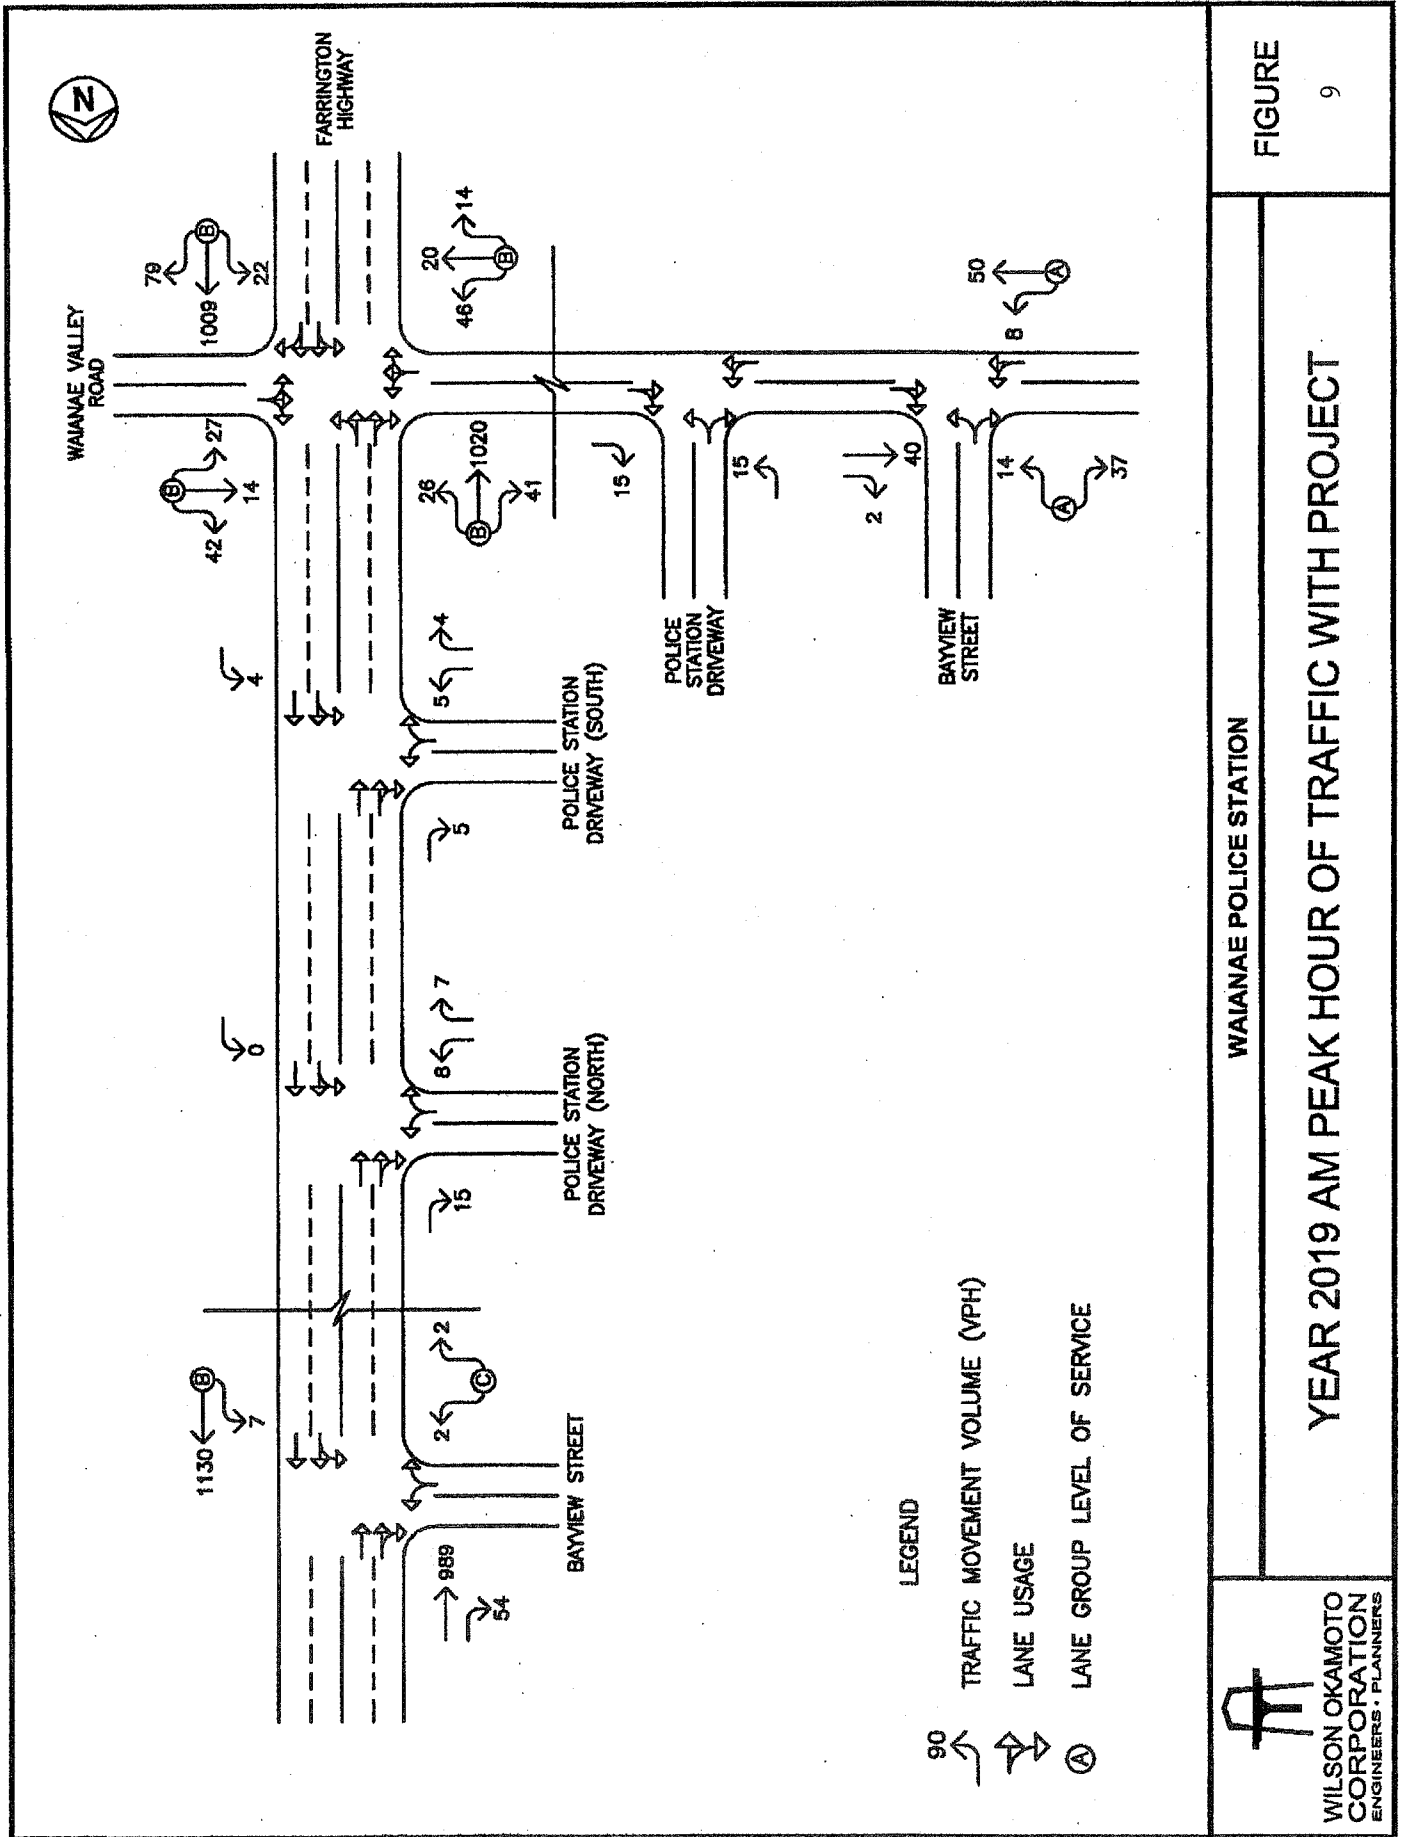 N
WAIANAE VALLEY
ROAD
FARRINGTON
HIGHWAY
1130
7
0
4
42
14
27
1009
79
22
989
54
2
2
C
B
15
8
7
5
5
4
26
1020
41
B
46
20
14
B
B
B
BAYVIEW STREET
POLICE STATION
DRIVEWAY (NORTH)
POLICE STATION
DRIVEWAY (SOUTH)
15
POLICE
STATION
DRIVEWAY
15
2
40
BAYVIEW
STREET
14
37
A
8
50
A
LEGEND
90
TRAFFIC MOVEMENT VOLUME (VPH)
LANE USAGE
A
LANE GROUP LEVEL OF SERVICE
WILSON OKAMOTO
CORPORATION
ENGINEERS · PLANNERS
WAIANAE POLICE STATION
YEAR 2019 AM PEAK HOUR OF TRAFFIC WITH PROJECT
FIGURE
9